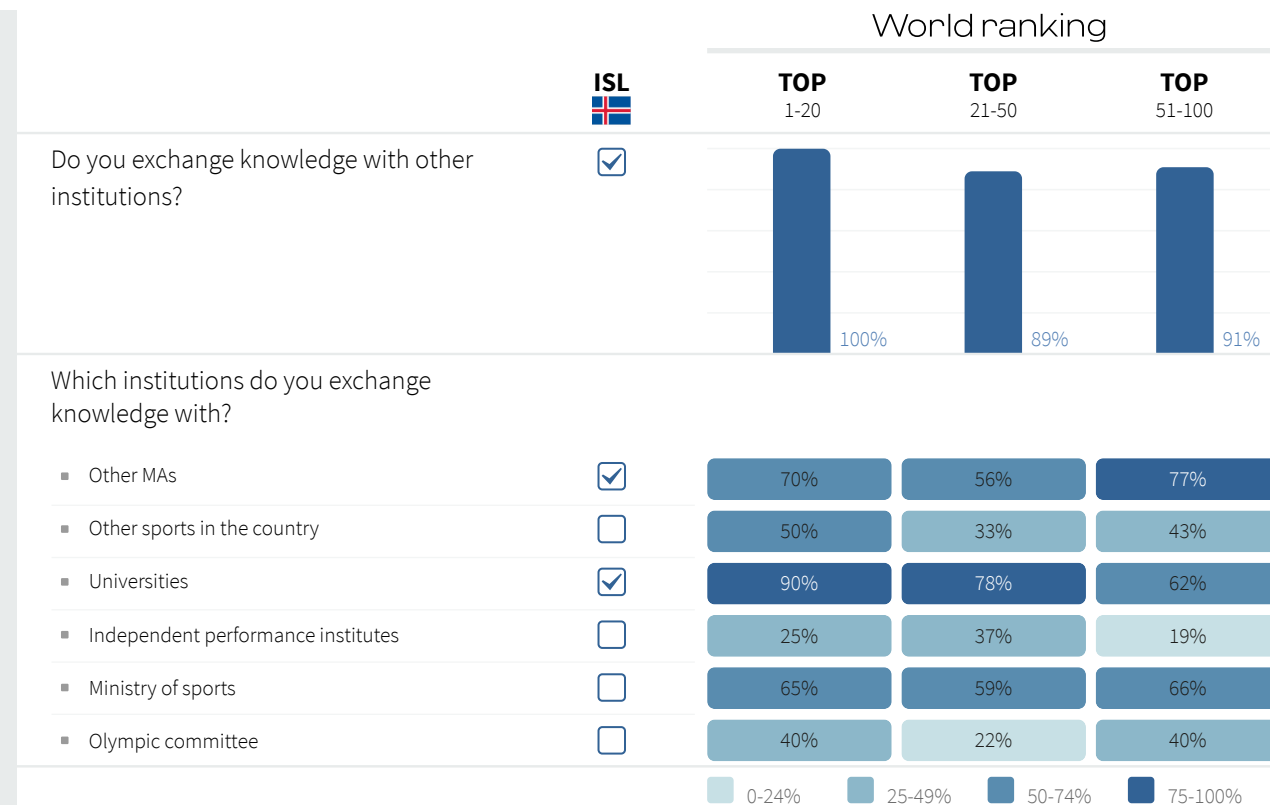 World ranking
ISL TOP TOP TOP
1-20 21-50 51-100
Do you exchange knowledge with other
institutions?
100% 89% 91%
Which institutions do you exchange
knowledge with?
Other MAs 70% 56% 77%
Other sports in the country 50% 33% 43%
Universities 90% 78% 62%
Independent performance institutes 25% 37% 19%
Ministry of sports 65% 59% 66%
Olympic committee 40% 22% 40%
0-24% 25-49% 50-74% 75-100%